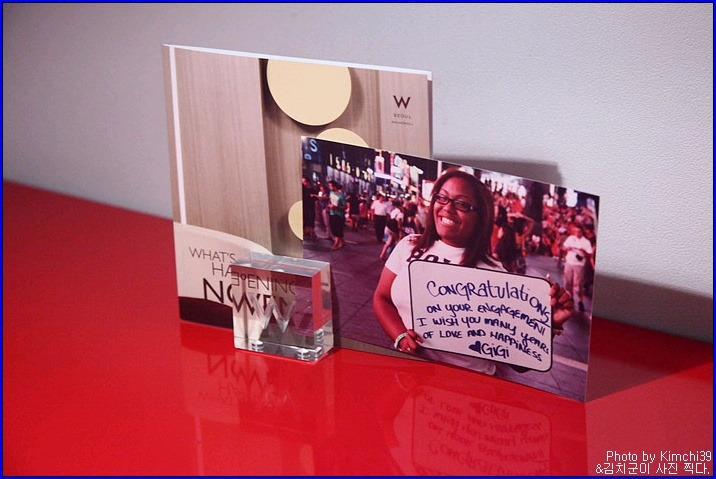 W
SEOUL
WHAT'S
HAPPENING
NOW
W
S
CONGRATULATIONS
ON YOUR ENGAGEMENT
I WISH YOU MANY YEARS
OF LOVE AND HAPPINESS
♥GIGI
Photo by Kimchi39
&김치군이 사진 찍다.